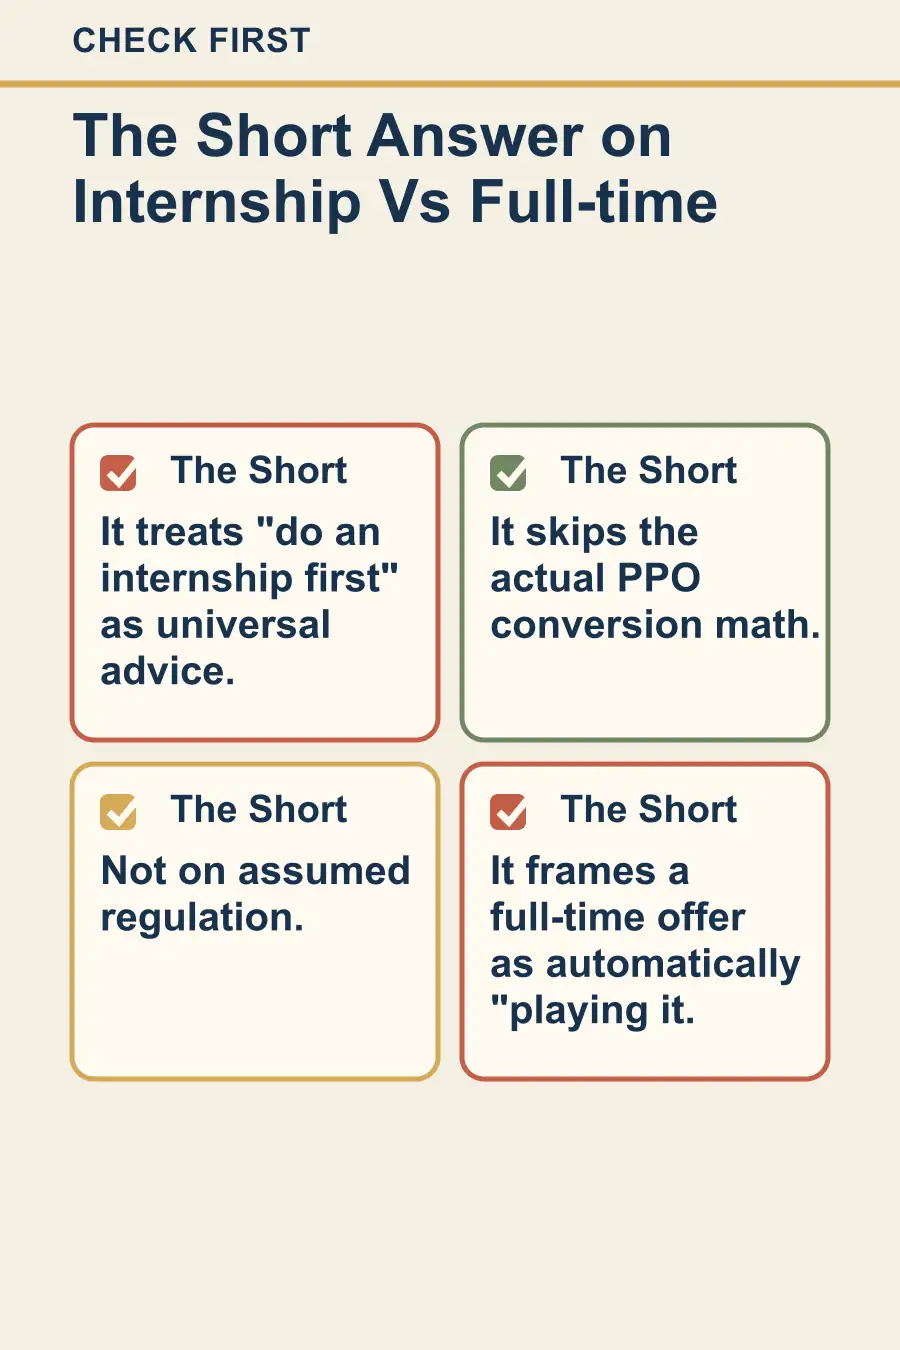 CHECK FIRST
The Short Answer on
Internship Vs Full-time
The Short
It treats "do an
internship first"
as universal
advice.
The Short
It skips the
actual PPO
conversion math.
The Short
Not on assumed
regulation.
The Short
It frames a
full-time offer
as automatically
"playing it.